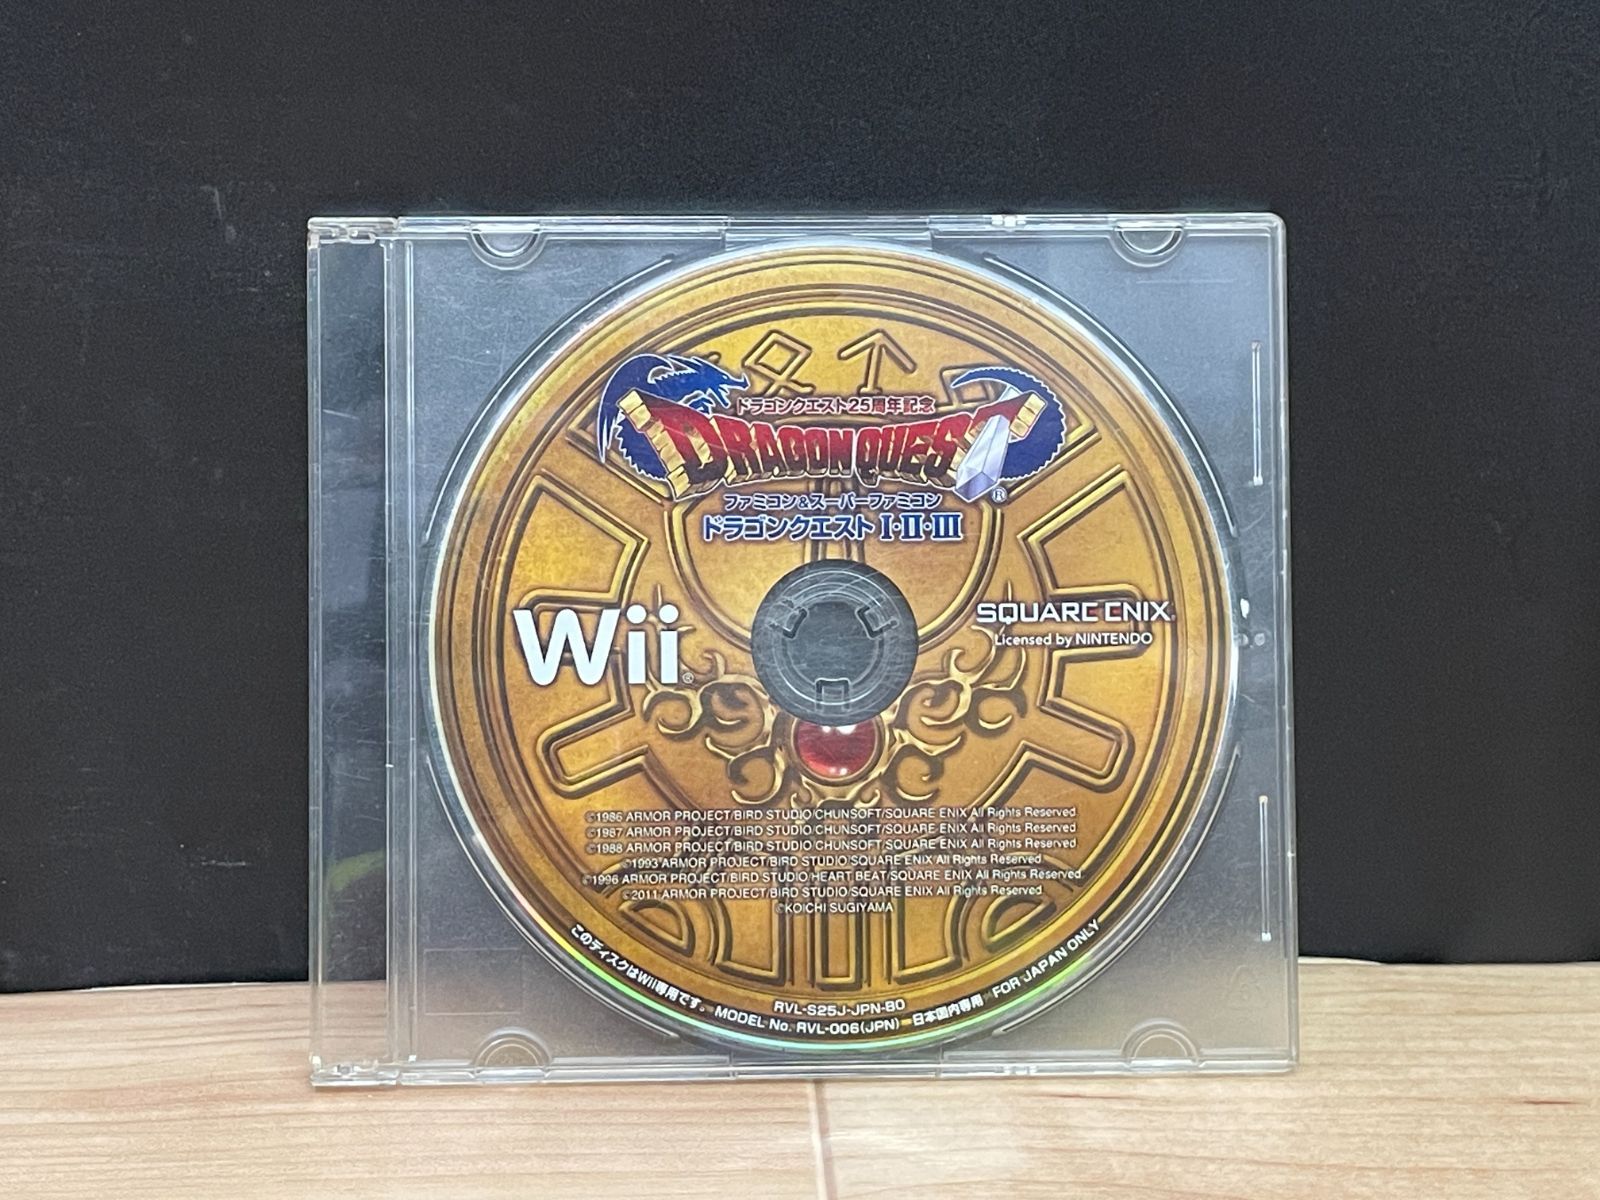 ドラゴンクエスト25周年記念
DRAGON QUEST®
ファミコン&スーパーファミコン
ドラゴンクエスト I・II・III
Wii®
SQUARE ENIX®
Licensed by NINTENDO
©1986 ARMOR PROJECT/BIRD STUDIO/CHUNSOFT/SQUARE ENIX All Rights Reserved.
©1987 ARMOR PROJECT/BIRD STUDIO/CHUNSOFT/SQUARE ENIX All Rights Reserved.
©1988 ARMOR PROJECT/BIRD STUDIO/CHUNSOFT/SQUARE ENIX All Rights Reserved.
©1993 ARMOR PROJECT/BIRD STUDIO/SQUARE ENIX All Rights Reserved.
©1996 ARMOR PROJECT/BIRD STUDIO/HEART BEAT/SQUARE ENIX All Rights Reserved.
©2011 ARMOR PROJECT/BIRD STUDIO/SQUARE ENIX All Rights Reserved.
©KOICHI SUGIYAMA
RVL-S25J-JPN-B0
このディスクはWii専用です。 MODEL No. RVL-006(JPN) 日本国内専用 FOR JAPAN ONLY